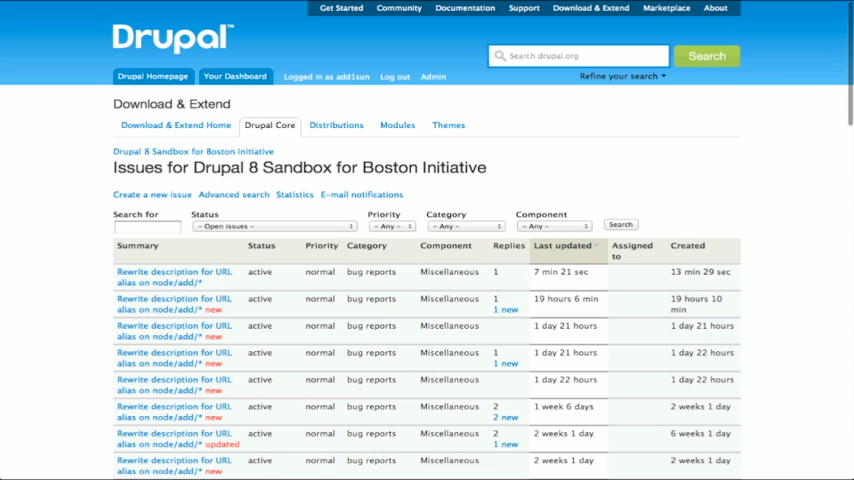 Get Started Community Documentation Support Download & Extend Marketplace About
Drupal™
Search drupal.org Search
Drupal Homepage Your Dashboard Logged in as add1sun Log out Admin Refine your search
Download & Extend
Download & Extend Home Drupal Core Distributions Modules Themes
Drupal 8 Sandbox for Boston Initiative
Issues for Drupal 8 Sandbox for Boston Initiative
Create a new issue Advanced search Statistics E-mail notifications
Search for Status Priority Category Component
- Open issues - - Any - - Any - - Any - Search
Summary Status Priority Category Component Replies Last updated Assigned Created
to
Rewrite description for URL active normal bug reports Miscellaneous 1 7 min 21 sec 13 min 29 sec
alias on node/add/*
Rewrite description for URL active normal bug reports Miscellaneous 1 19 hours 6 min 19 hours 10
alias on node/add/* new 1 new min
Rewrite description for URL active normal bug reports Miscellaneous 1 day 21 hours 1 day 21 hours
alias on node/add/* new
Rewrite description for URL active normal bug reports Miscellaneous 1 1 day 21 hours 1 day 22 hours
alias on node/add/* new 1 new
Rewrite description for URL active normal bug reports Miscellaneous 1 day 22 hours 1 day 22 hours
alias on node/add/* new
Rewrite description for URL active normal bug reports Miscellaneous 2 1 week 6 days 2 weeks 1 day
alias on node/add/* new 2 new
Rewrite description for URL active normal bug reports Miscellaneous 2 2 weeks 1 day 6 weeks 1 day
alias on node/add/* updated 1 new
Rewrite description for URL active normal bug reports Miscellaneous 2 weeks 1 day 2 weeks 1 day
alias on node/add/* new